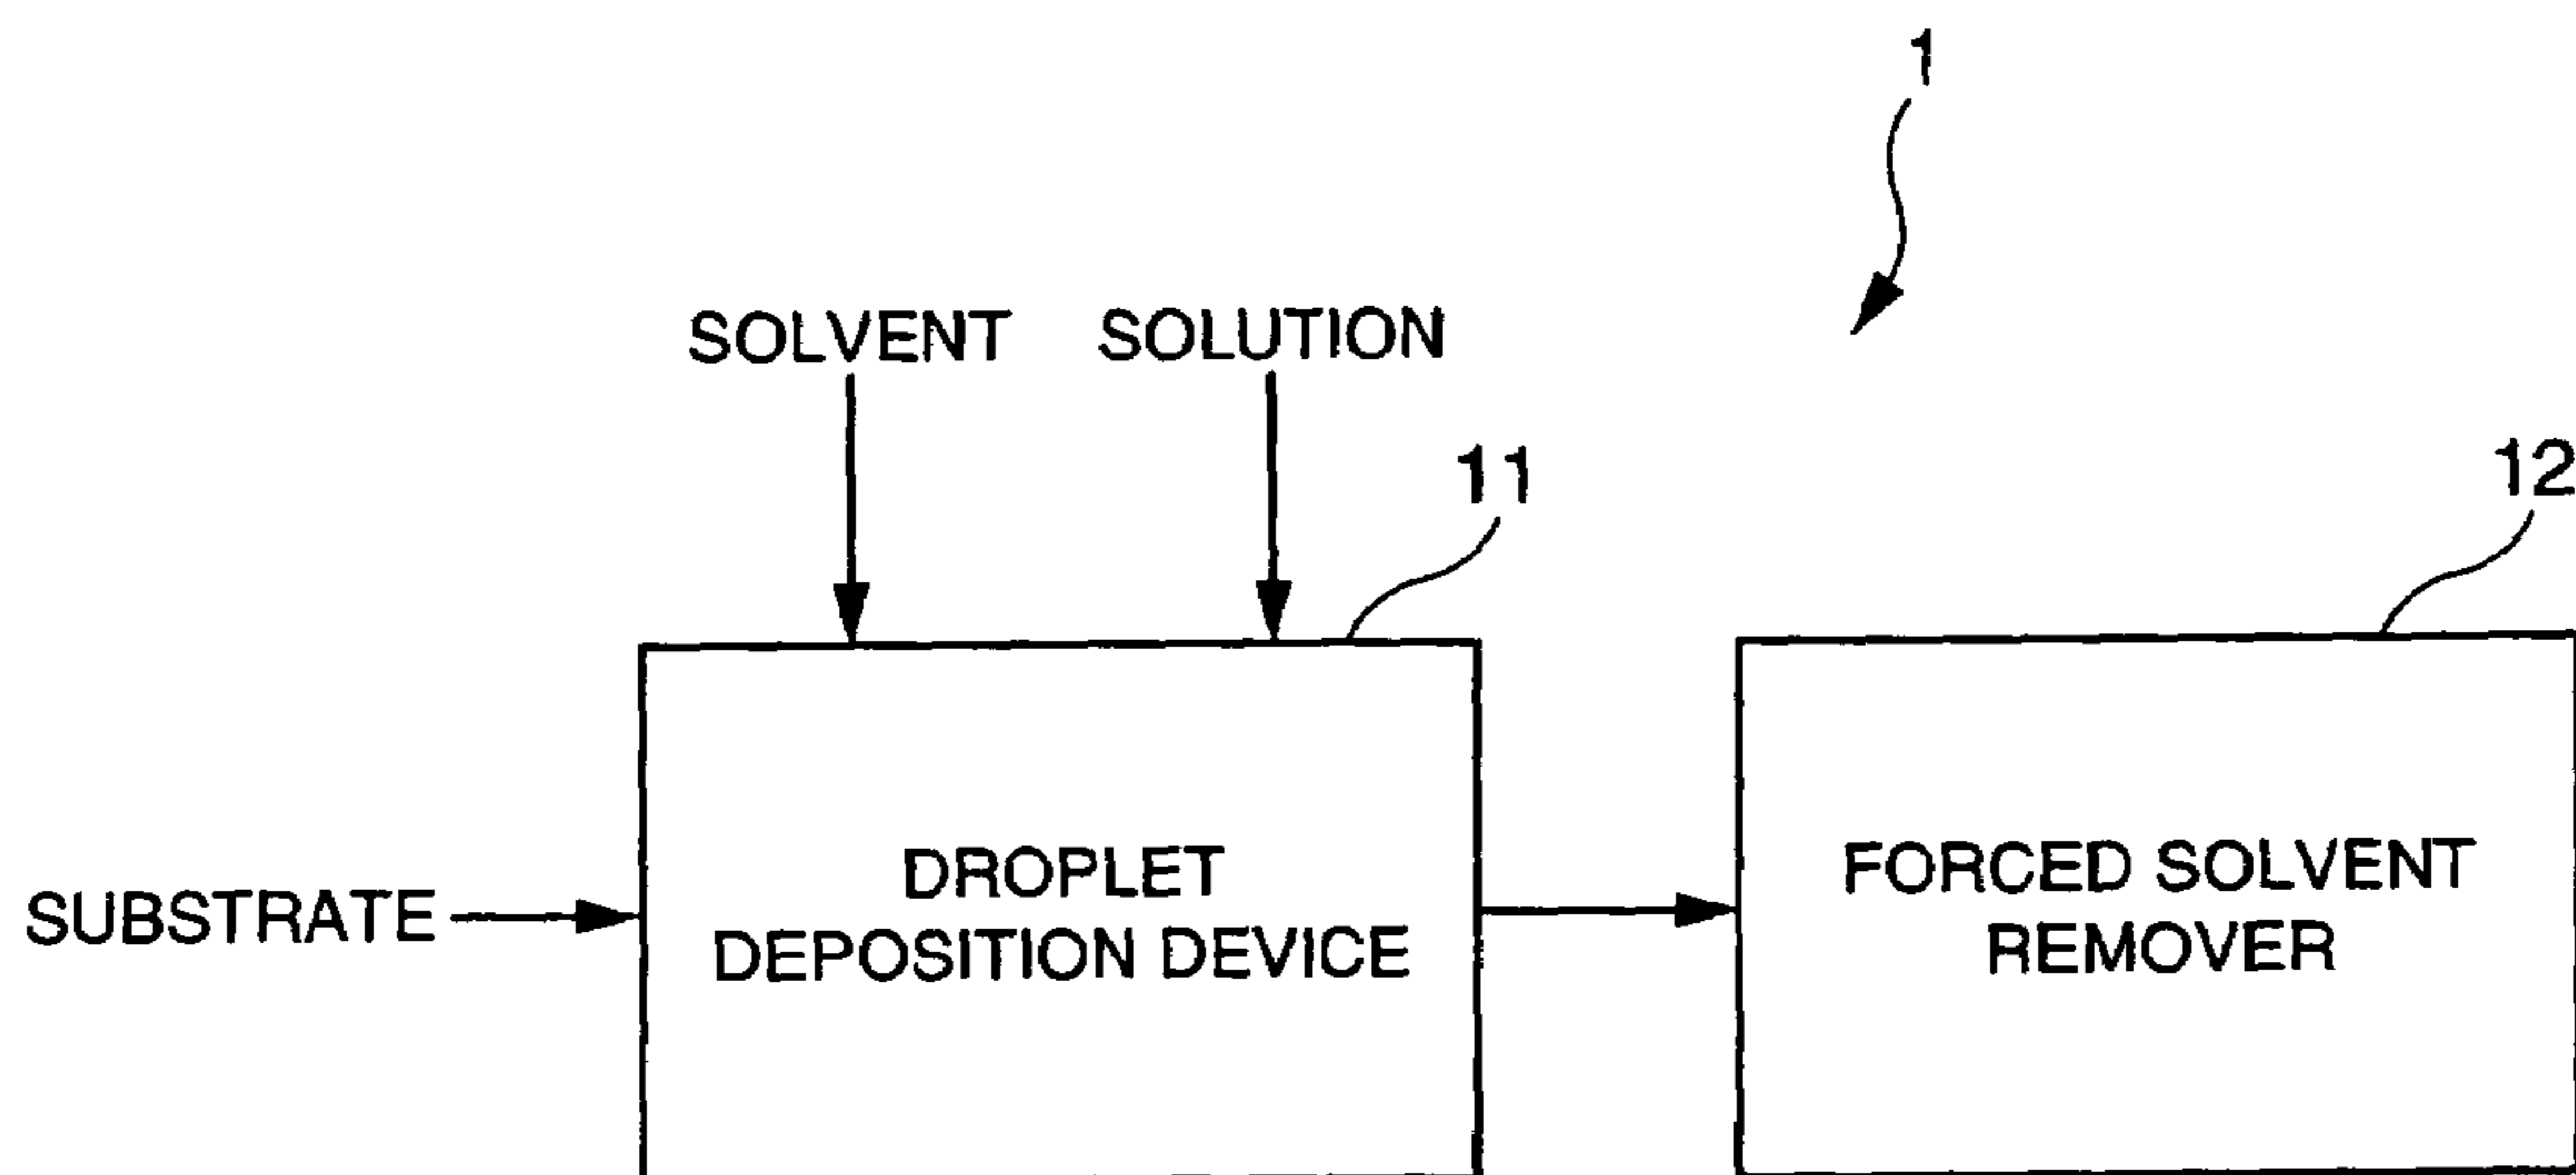 1
SOLVENT
SOLUTION
11
12
SUBSTRATE
DROPLET
DEPOSITION DEVICE
FORCED SOLVENT
REMOVER